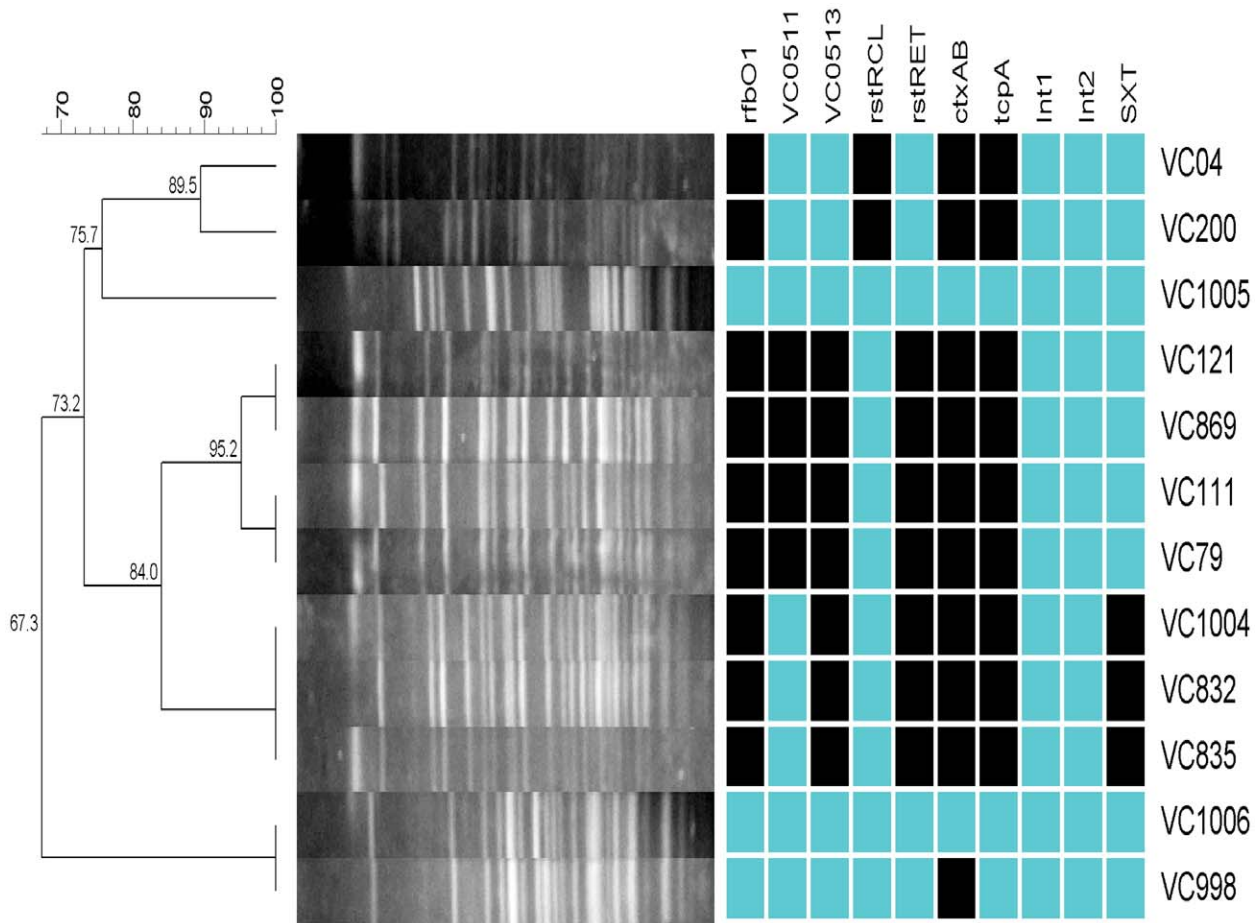 70 80 90 100
rfbO1 VC0511 VC0513 rstRCL rstRET ctxAB tcpA Int1 Int2 SXT
VC04
89.5
VC200
75.7
VC1005
VC121
73.2
VC869
95.2
VC111
VC79
84.0
VC1004
67.3
VC832
VC835
VC1006
VC998